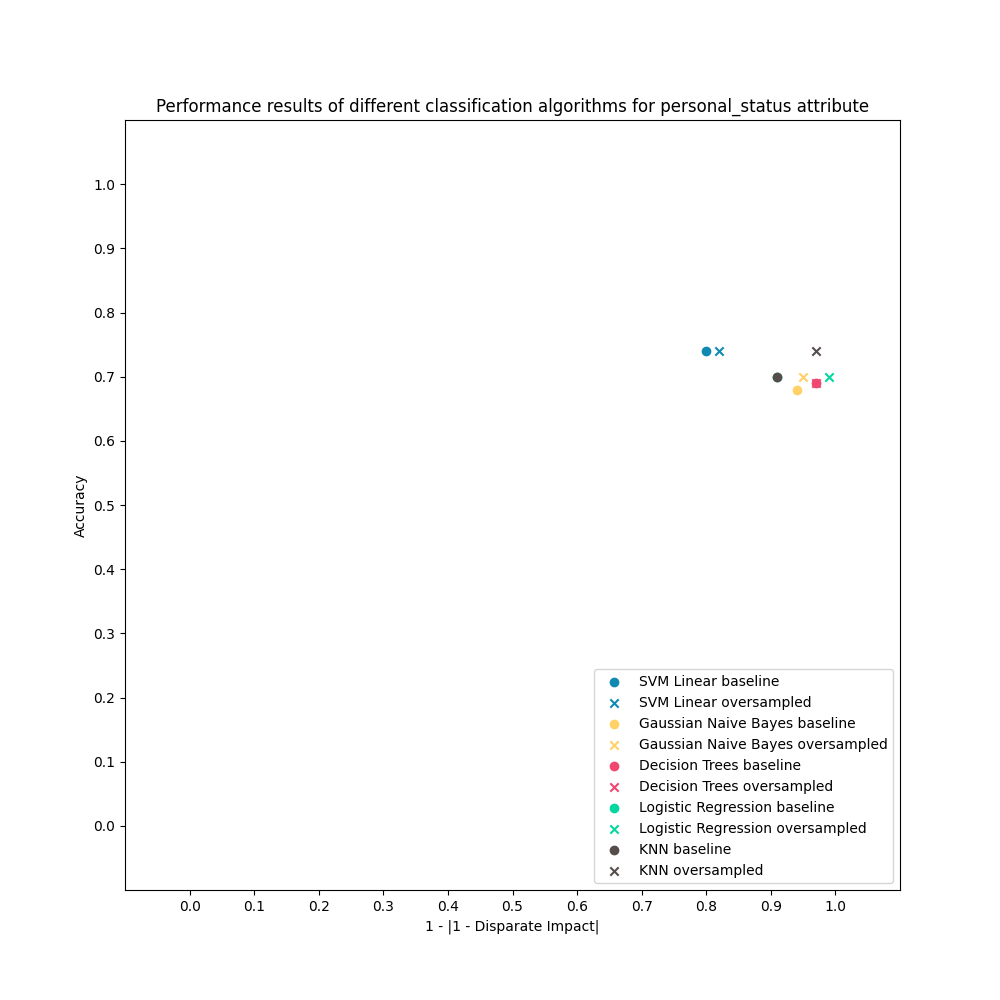 Performance results of different classification algorithms for personal_status attribute
1.0
0.9
0.8
0.7
0.6
0.5
0.4
0.3
0.2
0.1
0.0
Accuracy
SVM Linear baseline
SVM Linear oversampled
Gaussian Naive Bayes baseline
Gaussian Naive Bayes oversampled
Decision Trees baseline
Decision Trees oversampled
Logistic Regression baseline
Logistic Regression oversampled
KNN baseline
KNN oversampled
0.0 0.1 0.2 0.3 0.4 0.5 0.6 0.7 0.8 0.9 1.0
1 - |1 - Disparate Impact|